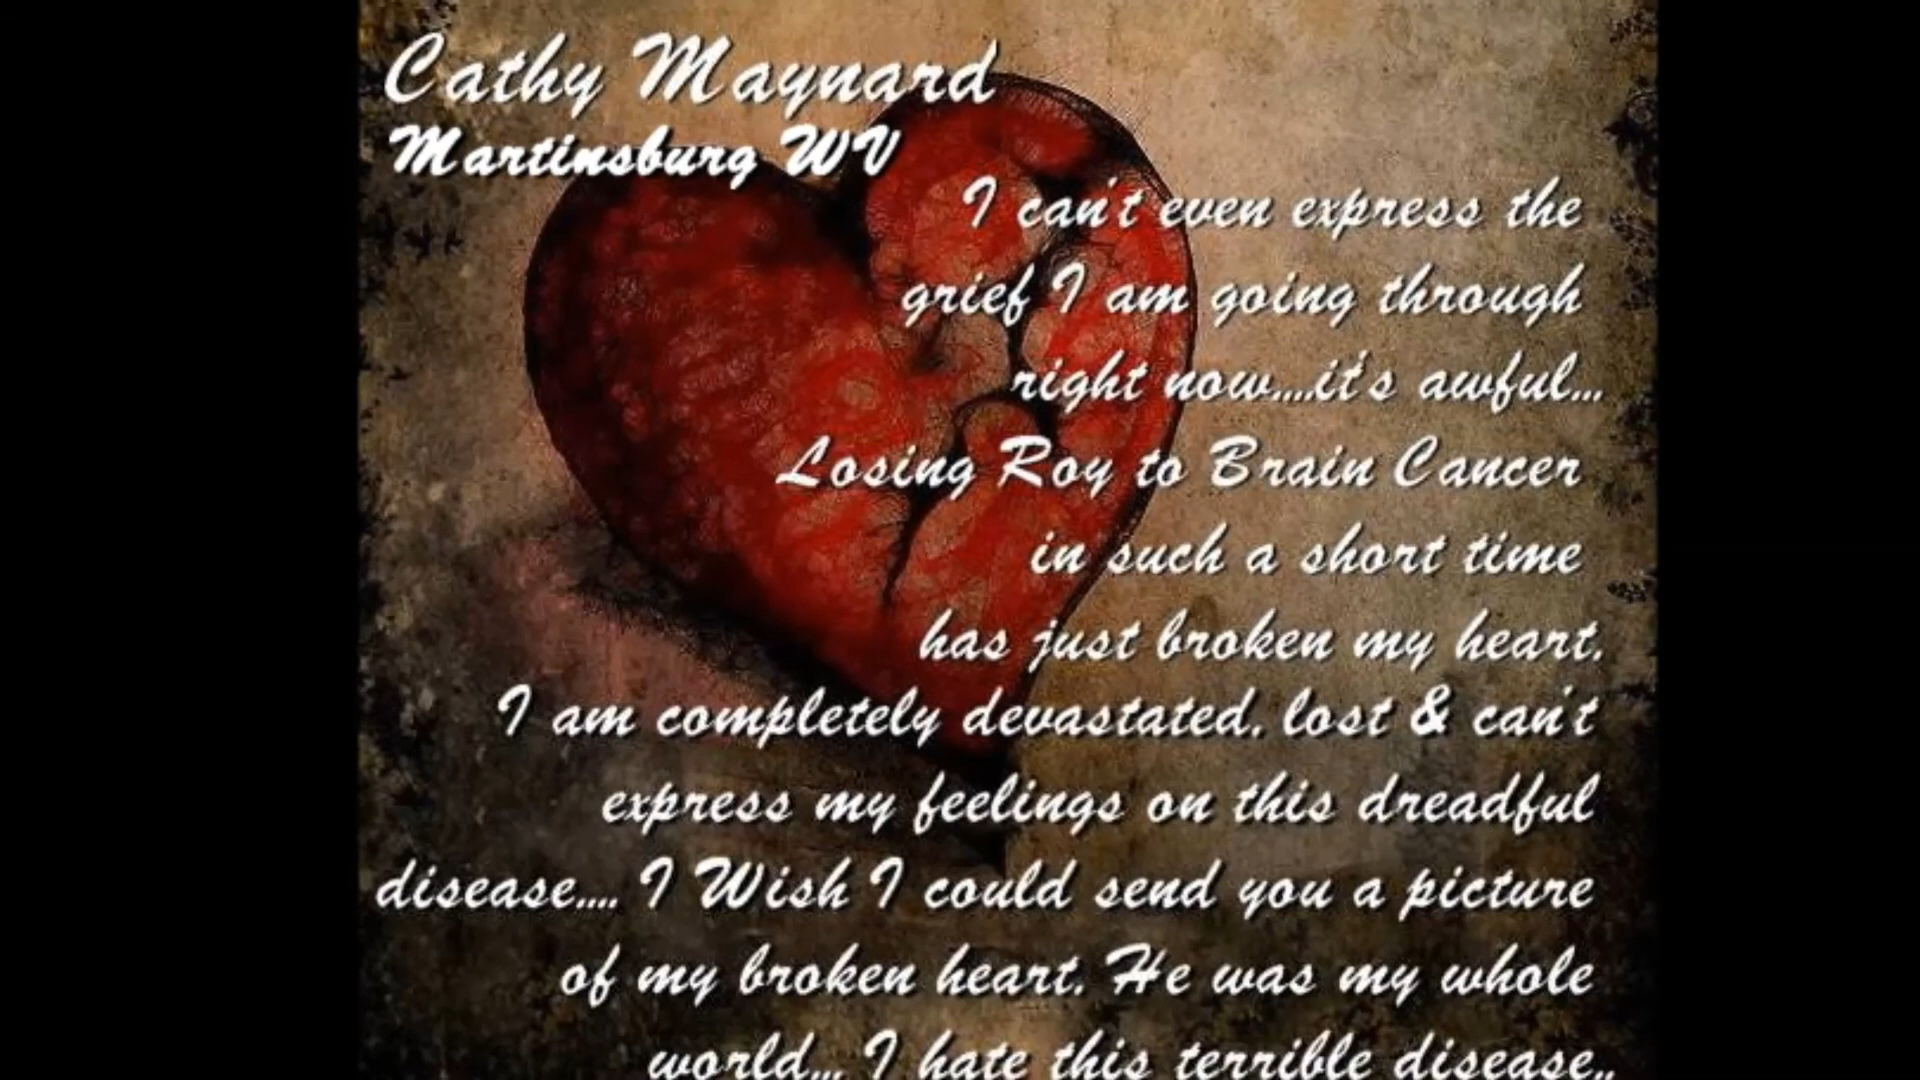 Cathy Maynard
Martinsburg WV
I can't even express the
grief I am going through
right now....it's awful...
Losing Roy to Brain Cancer
in such a short time
has just broken my heart.
I am completely devastated, lost & can't
express my feelings on this dreadful
disease.... I Wish I could send you a picture
of my broken heart. He was my whole
world... I hate this terrible disease..